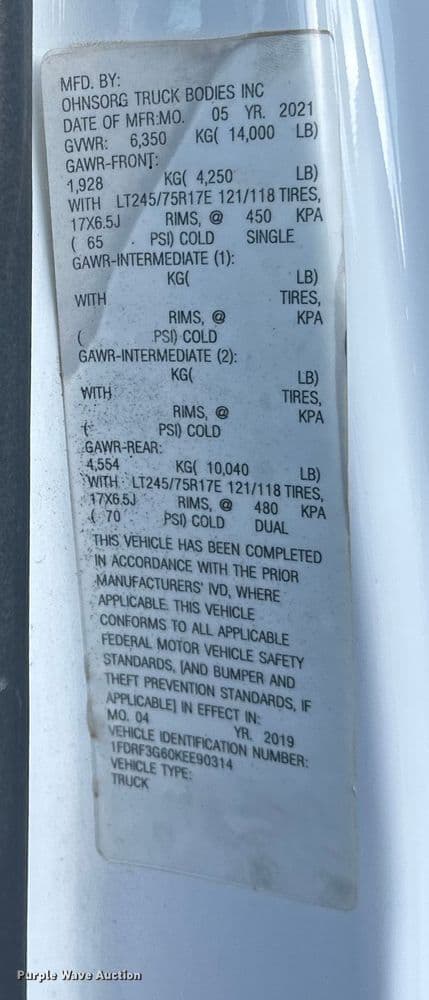 MFD. BY:
OHNSORG TRUCK BODIES INC
DATE OF MFR:MO. 05 YR. 2021
GVWR: 6,350 KG( 14,000 LB)
GAWR-FRONT:
1,928 KG( 4,250 LB)
WITH LT245/75R17E 121/118 TIRES,
17X6.5J RIMS, @ 450 KPA
( 65 PSI) COLD SINGLE
GAWR-INTERMEDIATE (1):
KG( LB)
WITH TIRES,
RIMS, @ KPA
( PSI) COLD
GAWR-INTERMEDIATE (2):
KG( LB)
WITH TIRES,
RIMS, @ KPA
( PSI) COLD
GAWR-REAR:
4,554 KG( 10,040 LB)
WITH LT245/75R17E 121/118 TIRES,
17X6.5J RIMS, @ 480 KPA
( 70 PSI) COLD DUAL
THIS VEHICLE HAS BEEN COMPLETED
IN ACCORDANCE WITH THE PRIOR
MANUFACTURERS' IVD, WHERE
APPLICABLE. THIS VEHICLE
CONFORMS TO ALL APPLICABLE
FEDERAL MOTOR VEHICLE SAFETY
STANDARDS, [AND BUMPER AND
THEFT PREVENTION STANDARDS, IF
APPLICABLE] IN EFFECT IN:
MO. 04 YR. 2019
VEHICLE IDENTIFICATION NUMBER:
1FDRF3G60KEE90314
VEHICLE TYPE:
TRUCK
Purple Wave Auction